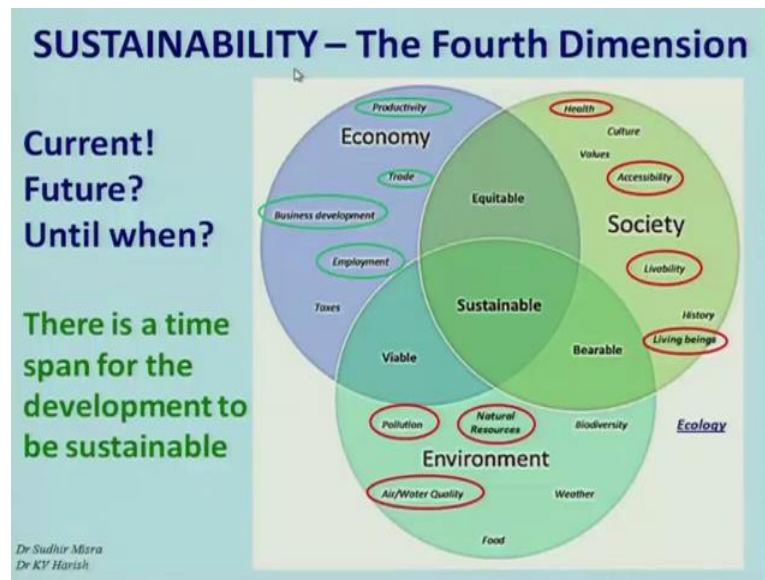 SUSTAINABILITY – The Fourth Dimension
Current!
Future?
Until when?
There is a time
span for the
development to
be sustainable
Productivity
Economy
Trade
Business development
Employment
Taxes
Equitable
Health
Culture
Values
Accessibility
Society
Livability
History
Living beings
Sustainable
Viable
Bearable
Pollution
Natural
Resources
Biodiversity
Environment
Air/Water Quality
Weather
Food
Ecology
Dr Sudhir Misra
Dr KV Harish